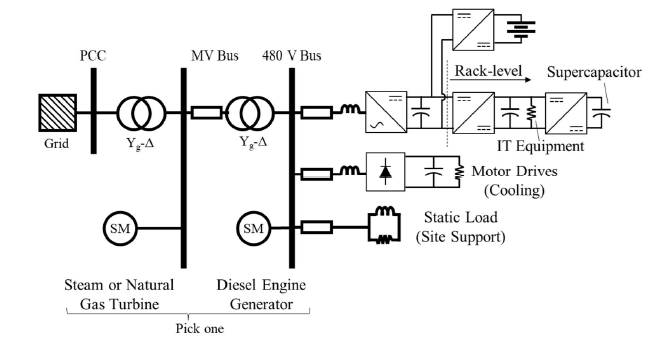 PCC
MV Bus
480 V Bus
Rack-level
Supercapacitor
Grid
Yg-Δ
Yg-Δ
IT Equipment
Motor Drives
(Cooling)
SM
SM
Static Load
(Site Support)
Steam or Natural
Gas Turbine
Diesel Engine
Generator
Pick one